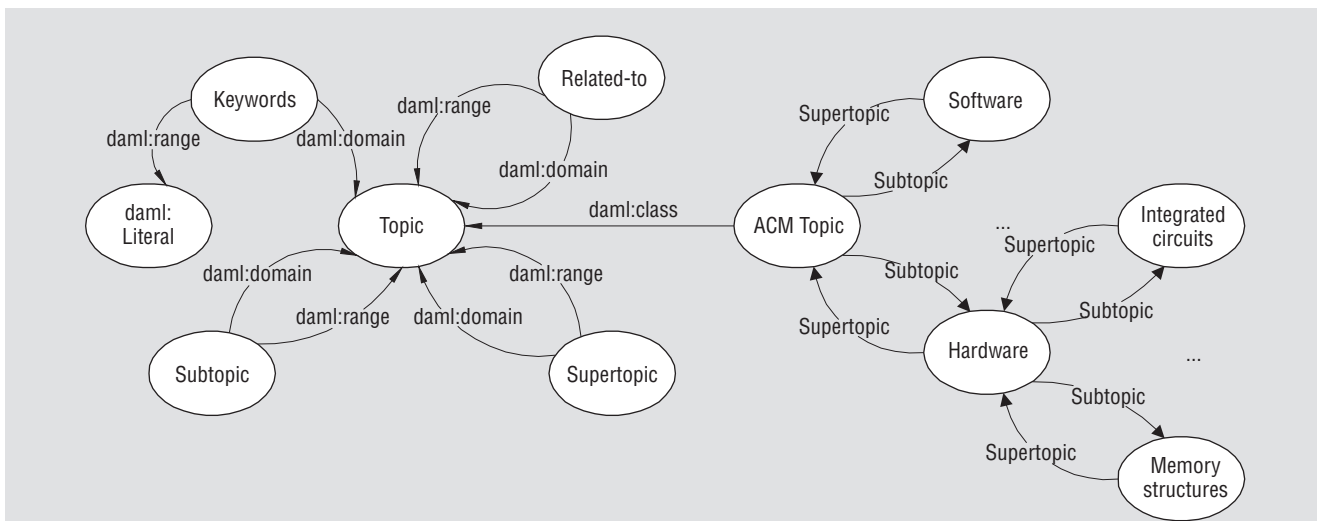 Related-to
Keywords
daml:range
Software
Supertopic
daml:range
daml:domain
daml:domain
Subtopic
daml:
Literal
Topic
daml:class
ACM Topic
...
Integrated
circuits
Supertopic
daml:domain
daml:range
Subtopic
daml:range
daml:domain
Supertopic
Subtopic
Hardware
...
Subtopic
Supertopic
Subtopic
Supertopic
Memory
structures